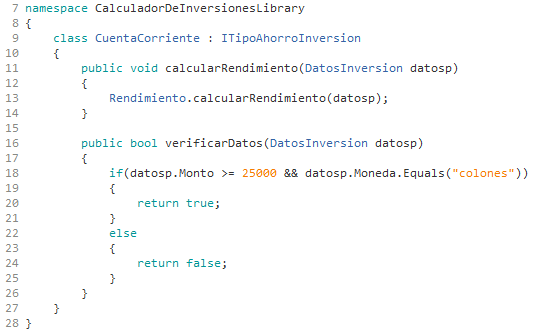 7 namespace CalculadorDeInversionesLibrary
8 {
9     class CuentaCorriente : ITipoAhorroInversion
10     {
11         public void calcularRendimiento(DatosInversion datosp)
12         {
13             Rendimiento.calcularRendimiento(datosp);
14         }
15
16         public bool verificarDatos(DatosInversion datosp)
17         {
18             if(datosp.Monto >= 25000 && datosp.Moneda.Equals("colones"))
19             {
20                 return true;
21             }
22             else
23             {
24                 return false;
25             }
26         }
27     }
28 }